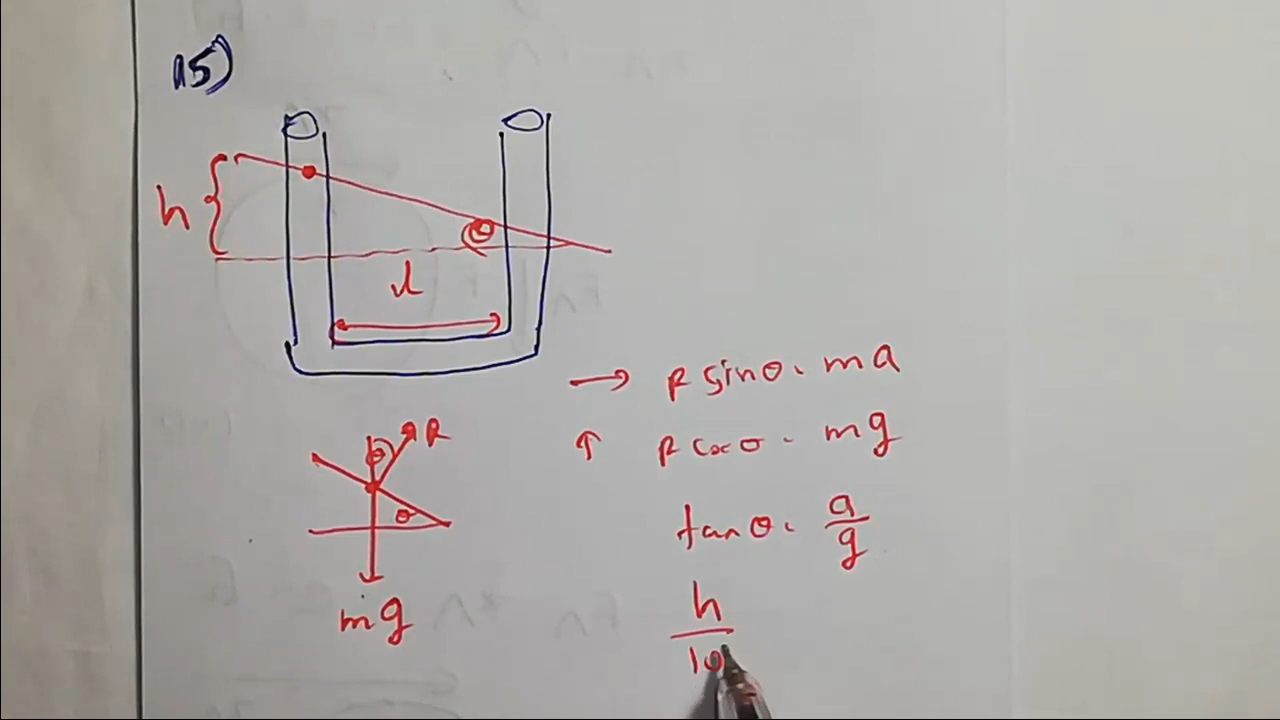 15)
h
θ
d
→ R sinθ = ma
↑ R cosθ = mg
R
θ
θ
mg
tanθ = a/g
h/10